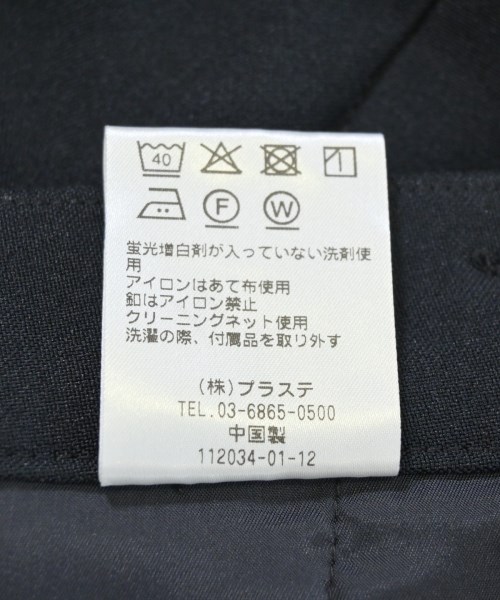 40
F W
蛍光増白剤が入っていない洗剤使
用
アイロンはあて布使用
釦はアイロン禁止
クリーニングネット使用
洗濯の際、付属品を取り外す
(株)プラステ
TEL.03-6865-0500
中国製
112034-01-12